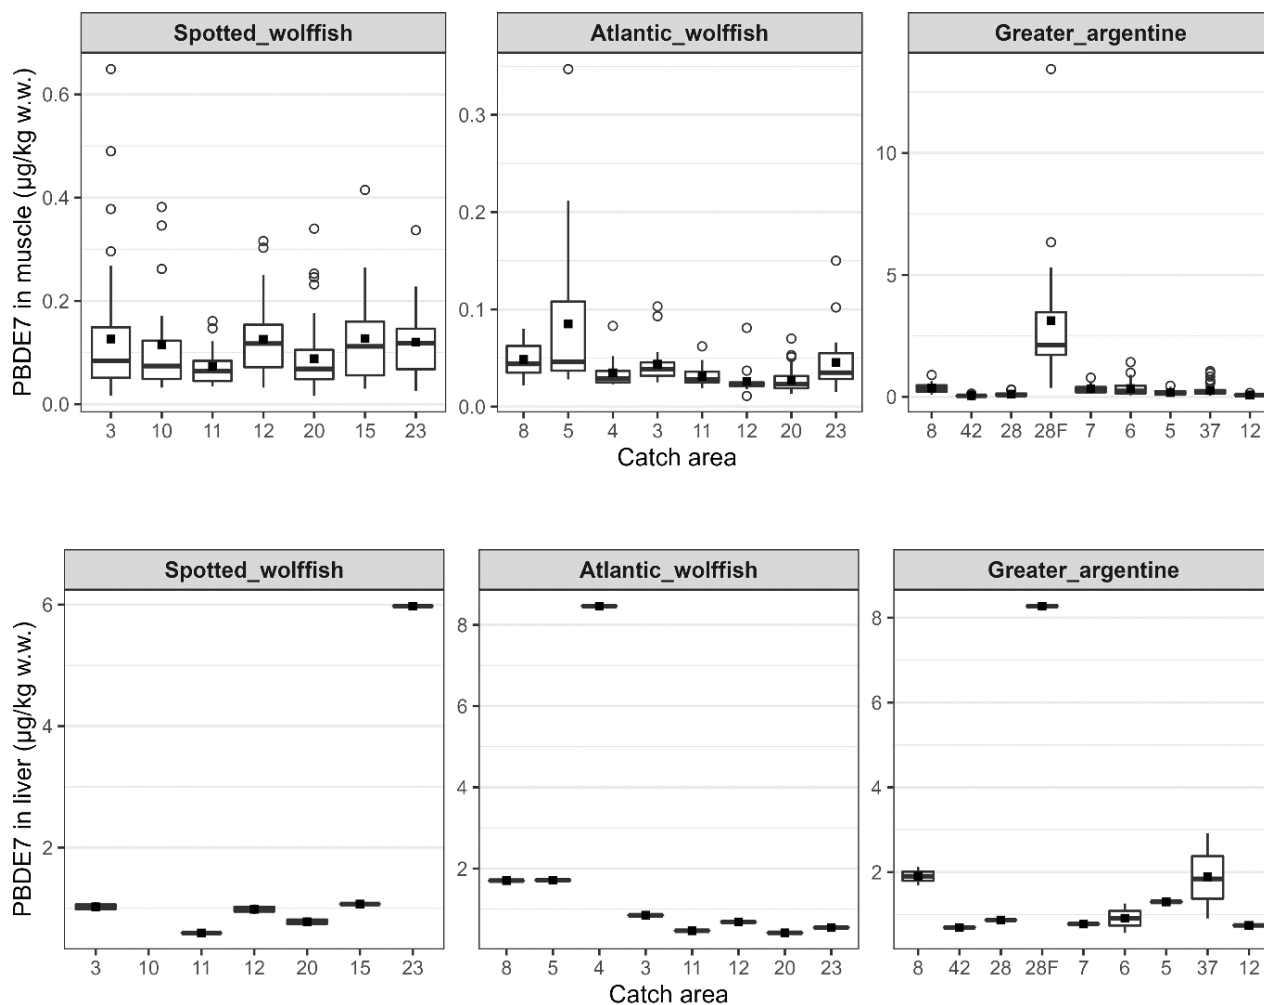 Spotted_wolffish Atlantic_wolffish Greater_argentine
PBDE7 in muscle (µg/kg w.w.)
0.6
0.4
0.2
0.0
0.3
0.2
0.1
0.0
10
5
0
3 10 11 12 20 15 23
8 5 4 3 11 12 20 23
8 42 28 28F 7 6 5 37 12
Catch area
Spotted_wolffish Atlantic_wolffish Greater_argentine
PBDE7 in liver (µg/kg w.w.)
6
4
2
8
6
4
2
8
6
4
2
3 10 11 12 20 15 23
8 5 4 3 11 12 20 23
8 42 28 28F 7 6 5 37 12
Catch area